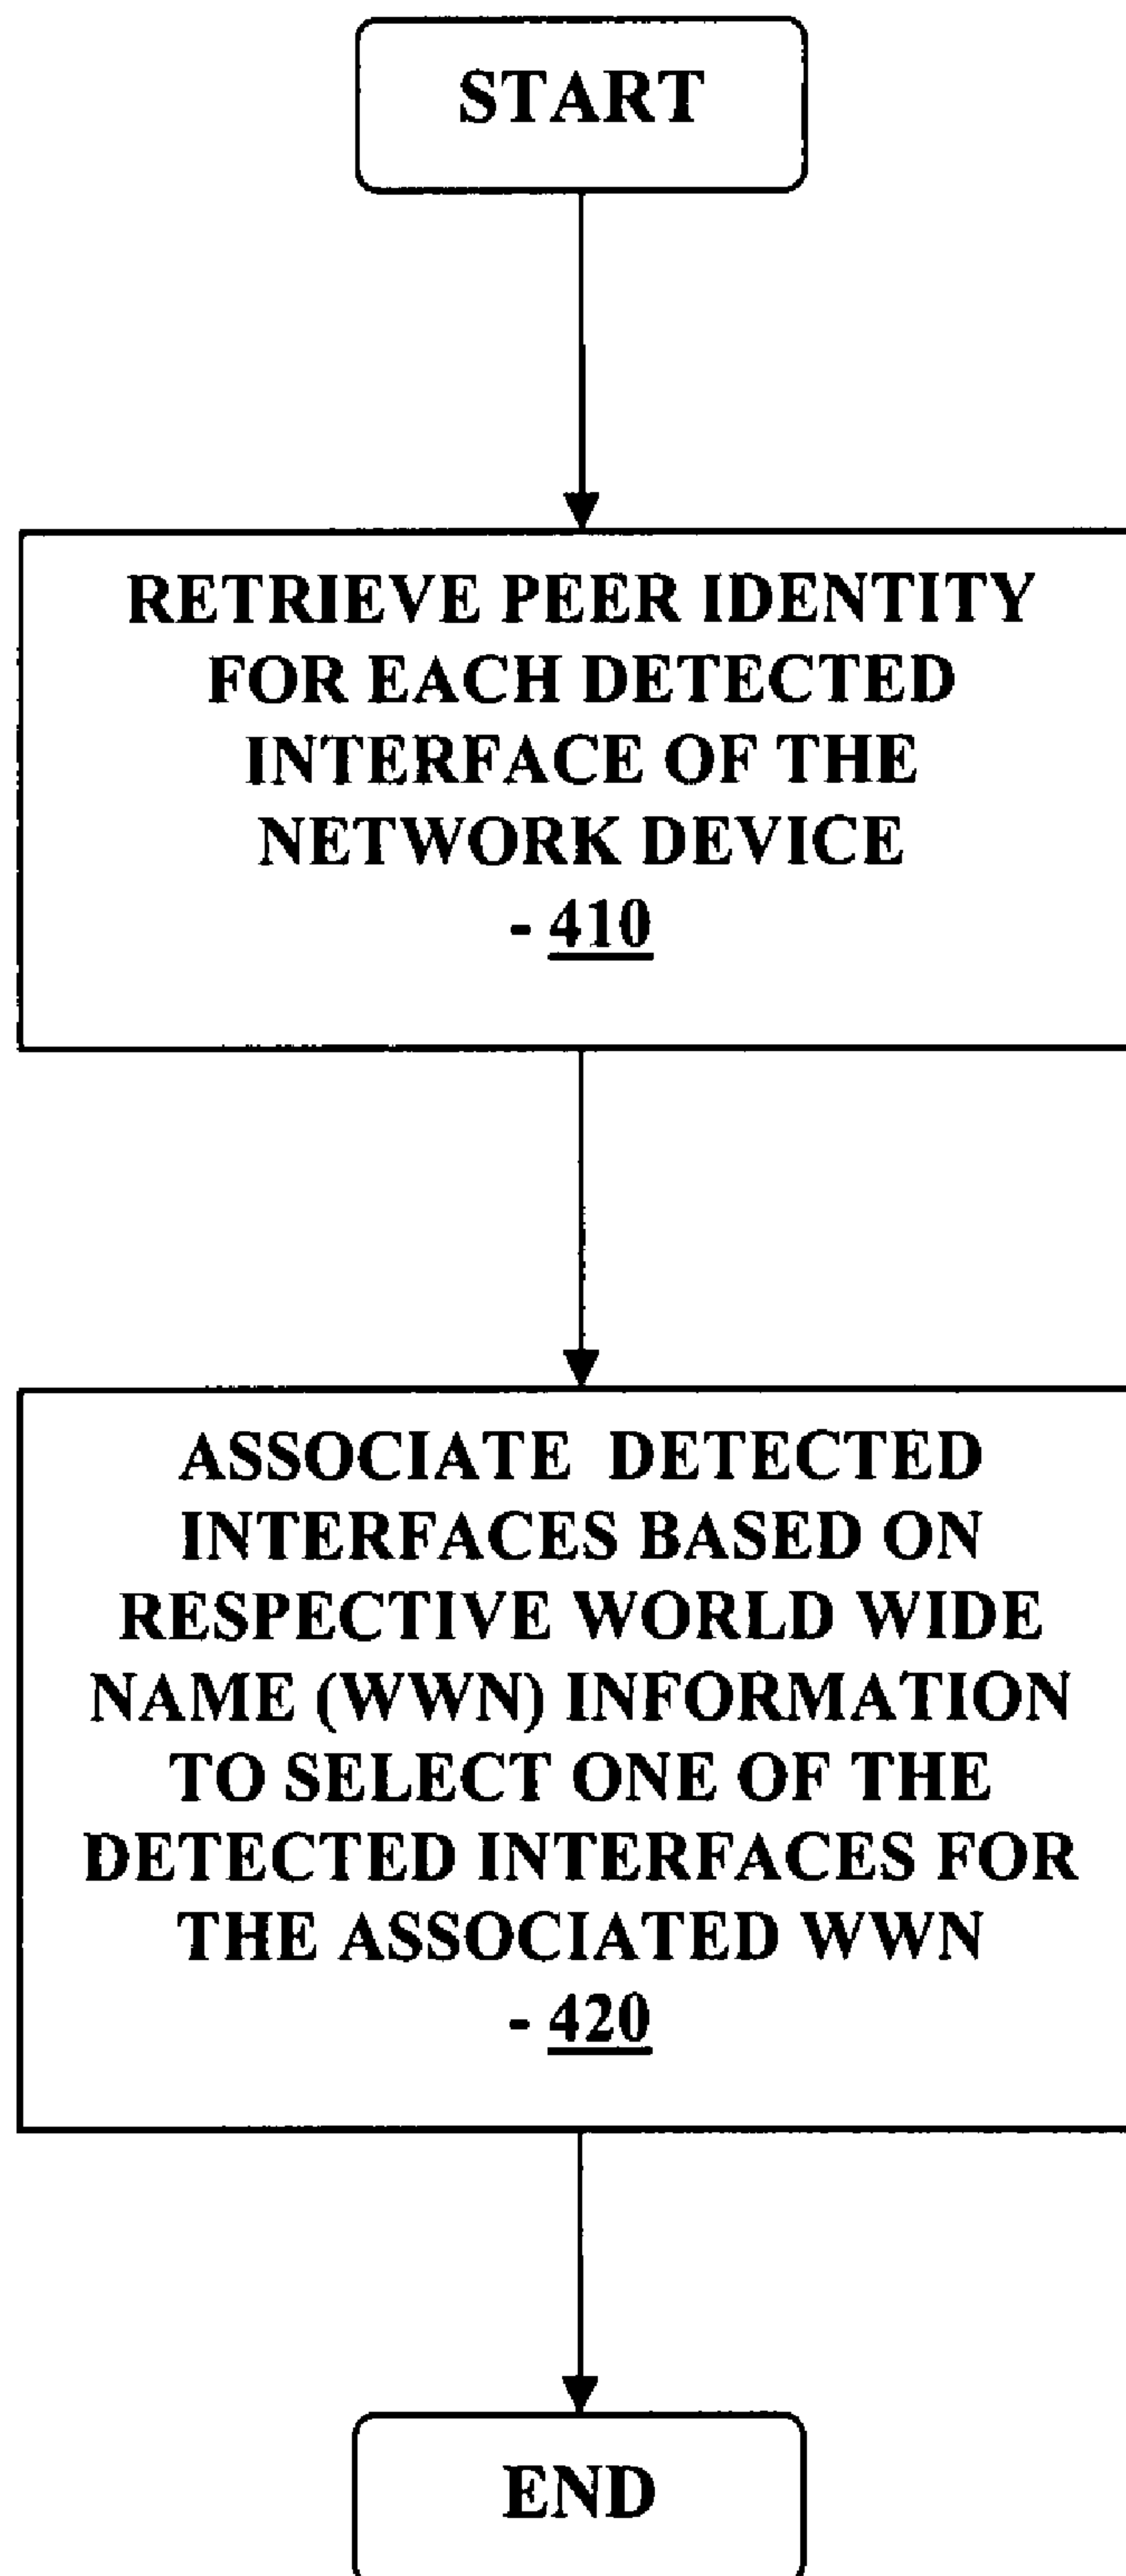 START
RETRIEVE PEER IDENTITY
FOR EACH DETECTED
INTERFACE OF THE
NETWORK DEVICE
- 410
ASSOCIATE DETECTED
INTERFACES BASED ON
RESPECTIVE WORLD WIDE
NAME (WWN) INFORMATION
TO SELECT ONE OF THE
DETECTED INTERFACES FOR
THE ASSOCIATED WWN
- 420
END